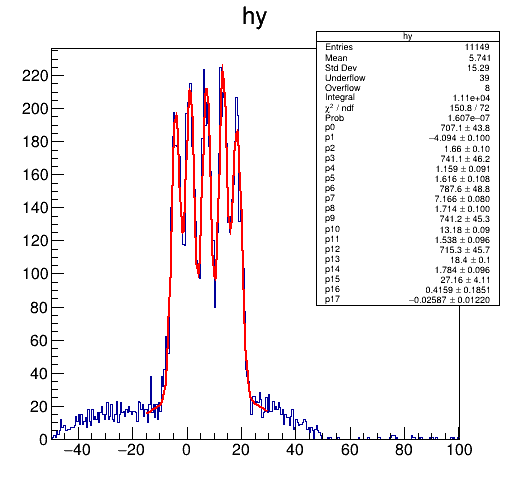 hy
hy
Entries 11149
Mean 5.741
Std Dev 15.29
Underflow 39
Overflow 8
Integral 1.11e+04
χ² / ndf 150.8 / 72
Prob 1.607e−07
p0 707.1 ± 43.8
p1 −4.094 ± 0.100
p2 1.66 ± 0.10
p3 741.1 ± 46.2
p4 1.159 ± 0.091
p5 1.616 ± 0.108
p6 787.6 ± 48.8
p7 7.166 ± 0.080
p8 1.714 ± 0.100
p9 741.2 ± 45.3
p10 13.18 ± 0.09
p11 1.538 ± 0.096
p12 715.3 ± 45.7
p13 18.4 ± 0.1
p14 1.784 ± 0.096
p15 27.16 ± 4.11
p16 0.4159 ± 0.1851
p17 −0.02587 ± 0.01220
220
200
180
160
140
120
100
80
60
40
20
0
−40 −20 0 20 40 60 80 100